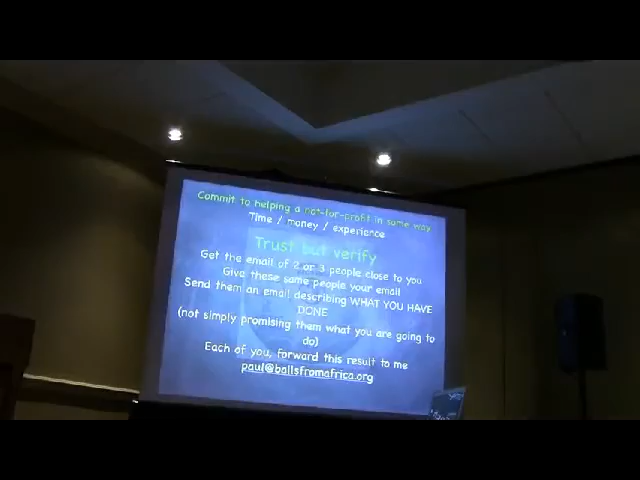 Commit to helping a not-for-profit in some way
Time / money / experience
Trust but verify
Get the email of 2 or 3 people close to you
Give these same people your email
Send them an email describing WHAT YOU HAVE
DONE
(not simply promising them what you are going to
do)
Each of you, forward this result to me
paul@ballsfromafrica.org